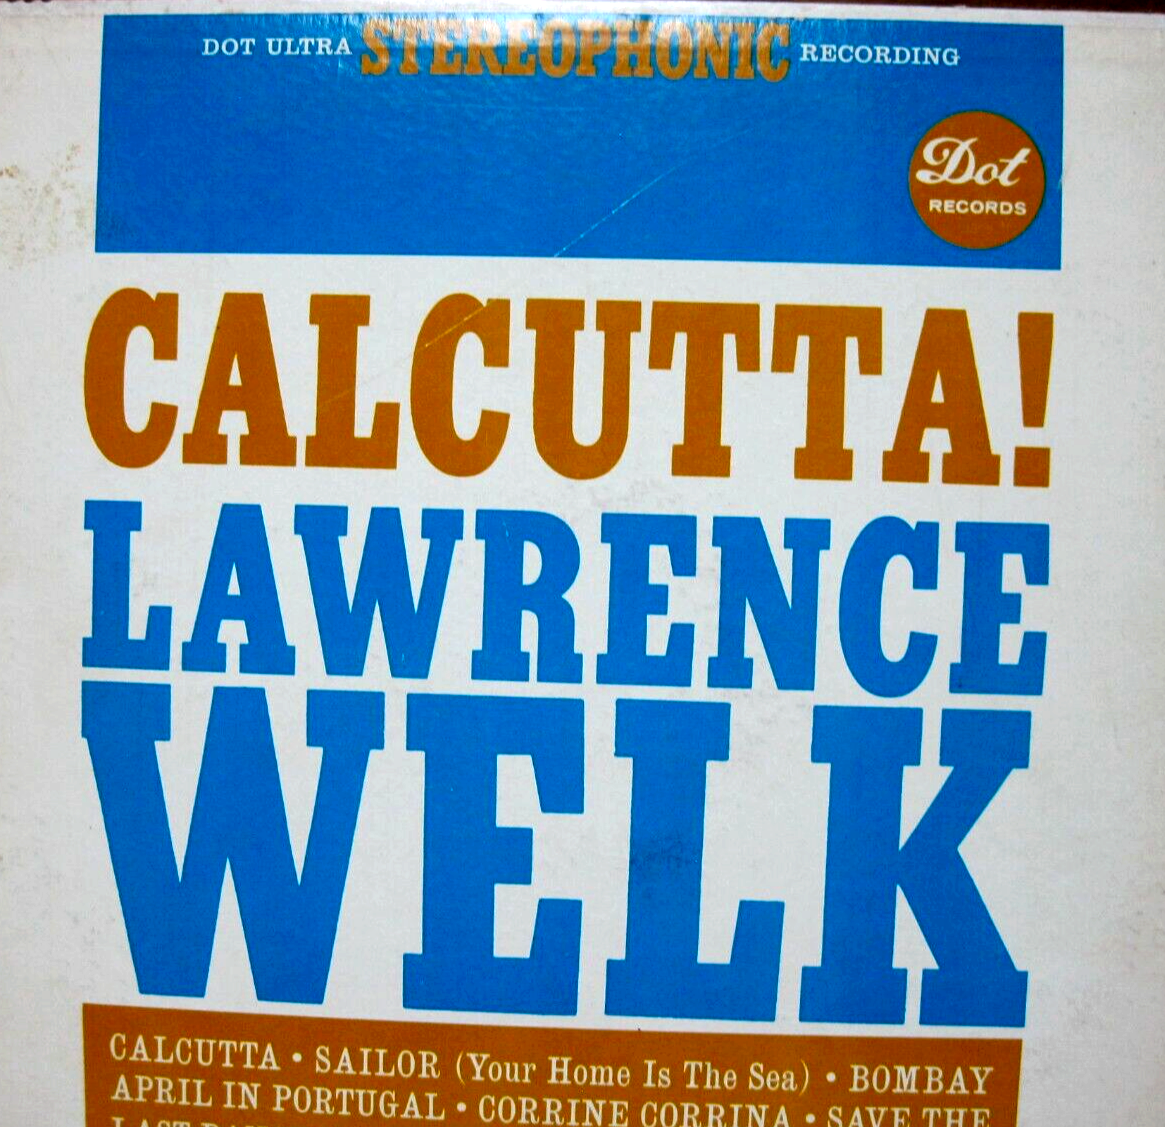 DOT ULTRA STEREOPHONIC RECORDING
Dot
RECORDS
CALCUTTA!
LAWRENCE
WELK
CALCUTTA • SAILOR (Your Home Is The Sea) • BOMBAY
APRIL IN PORTUGAL • CORRINE CORRINA • SAVE THE
LAST